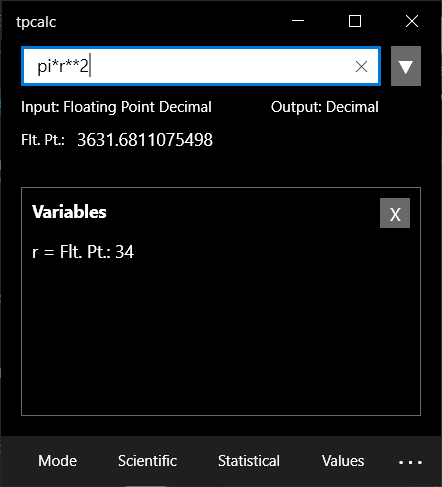 tpcalc
pi*r**2
Input: Floating Point Decimal Output: Decimal
Flt. Pt.: 3631.6811075498
Variables X
r = Flt. Pt.: 34
Mode Scientific Statistical Values ...